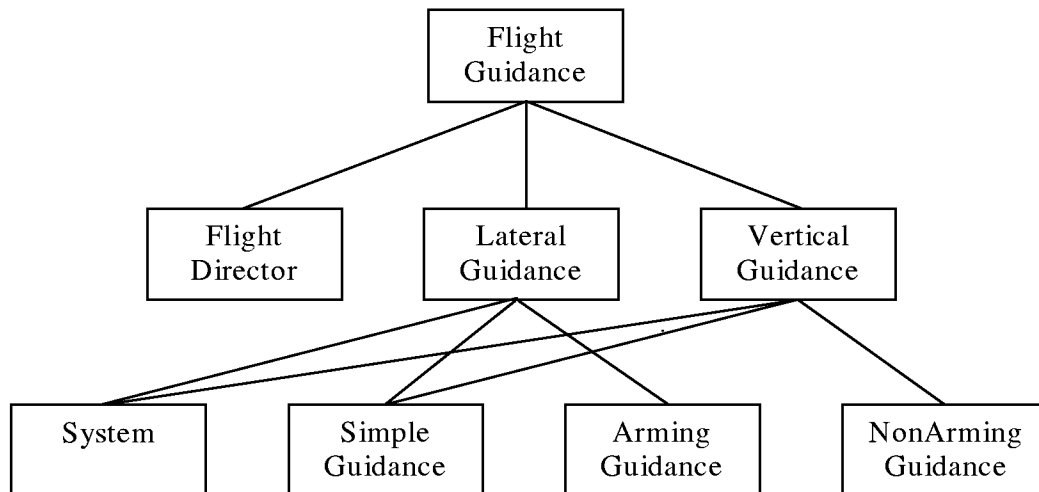 Flight
Guidance
Flight
Director
Lateral
Guidance
Vertical
Guidance
System
Simple
Guidance
Arming
Guidance
NonArming
Guidance